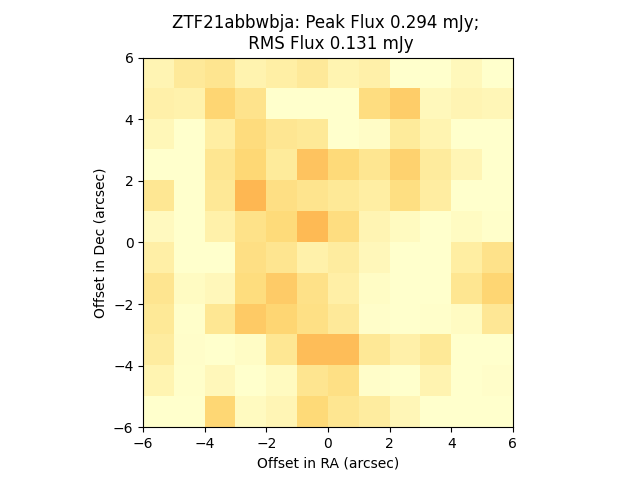 ZTF21abbwbja: Peak Flux 0.294 mJy;
RMS Flux 0.131 mJy
6
4
2
0
−2
−4
−6
Offset in Dec (arcsec)
−6 −4 −2 0 2 4 6
Offset in RA (arcsec)